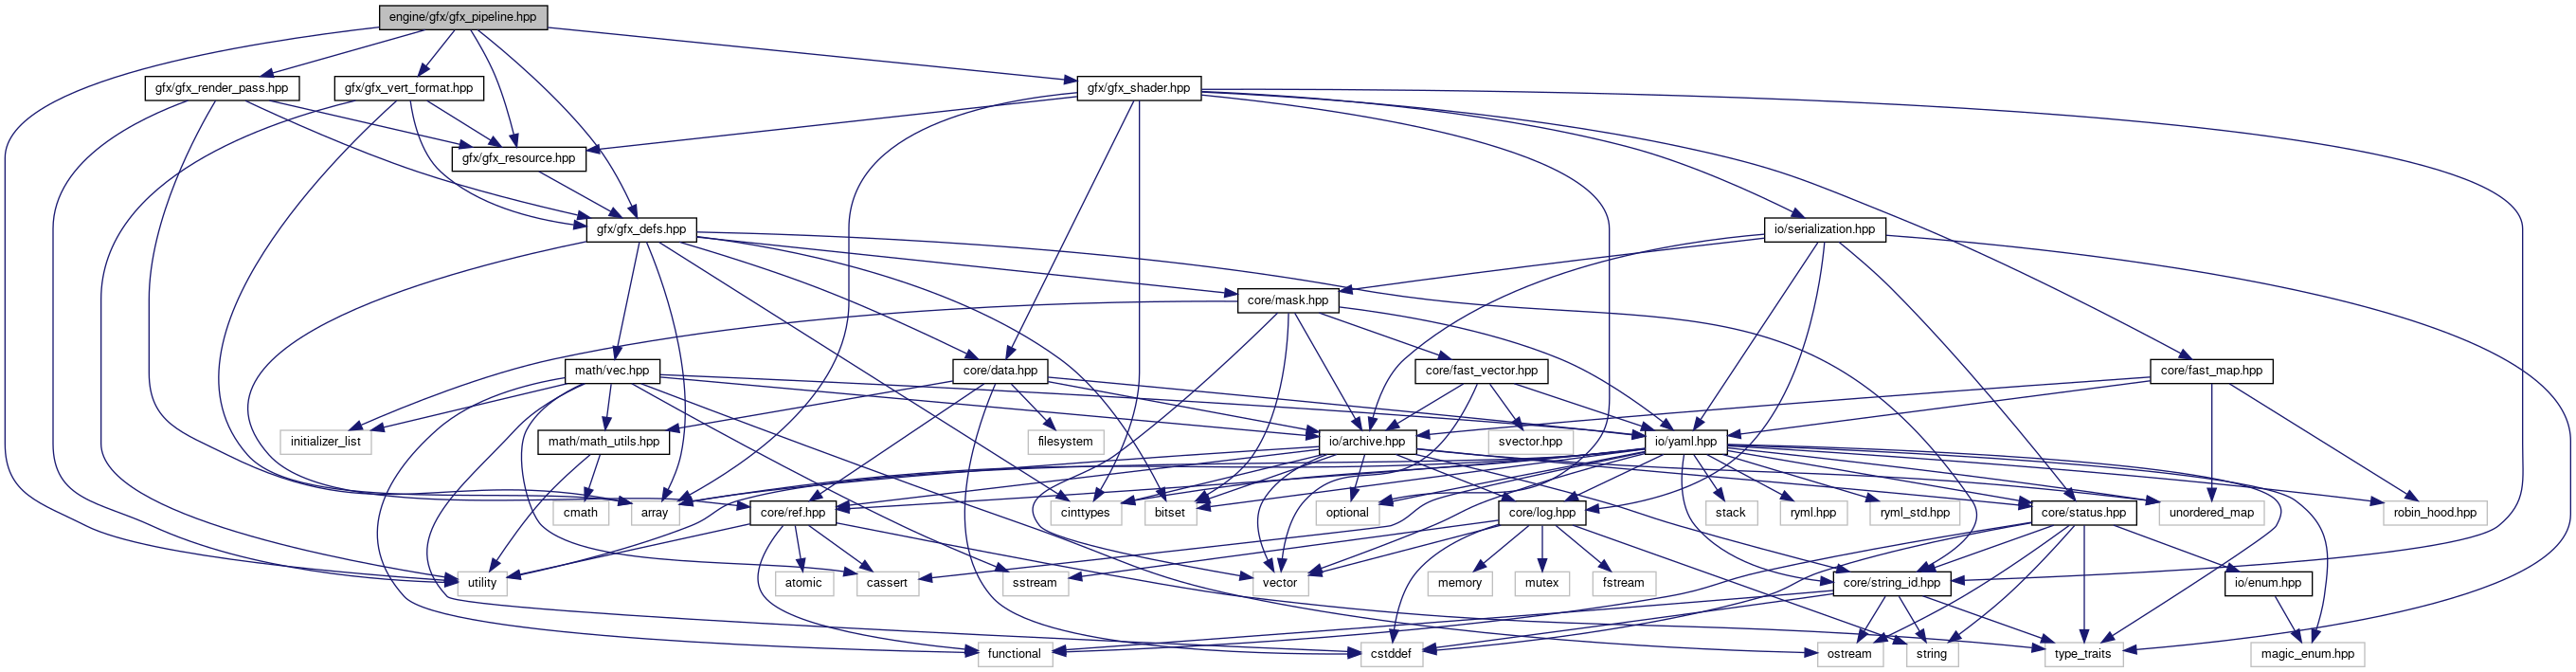 engine/gfx/gfx_pipeline.hpp
gfx/gfx_render_pass.hpp
gfx/gfx_vert_format.hpp
gfx/gfx_shader.hpp
gfx/gfx_resource.hpp
gfx/gfx_defs.hpp
io/serialization.hpp
core/mask.hpp
math/vec.hpp
core/data.hpp
core/fast_vector.hpp
core/fast_map.hpp
initializer_list
math/math_utils.hpp
filesystem
io/archive.hpp
svector.hpp
io/yaml.hpp
cmath
array
core/ref.hpp
cinttypes
bitset
optional
core/log.hpp
stack
ryml.hpp
ryml_std.hpp
core/status.hpp
unordered_map
robin_hood.hpp
utility
atomic
cassert
sstream
vector
memory
mutex
fstream
core/string_id.hpp
io/enum.hpp
functional
cstddef
ostream
string
type_traits
magic_enum.hpp